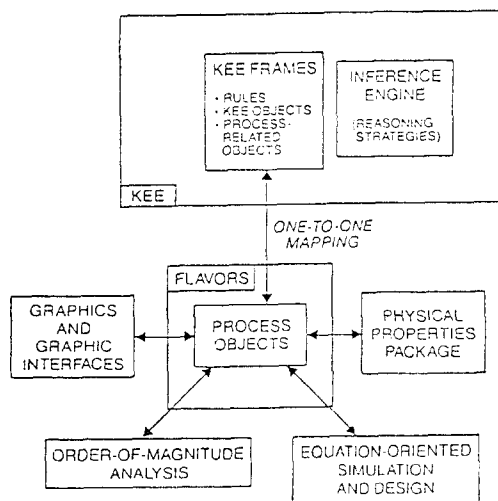 KEE FRAMES
• RULES
• KEE OBJECTS
• PROCESS-
RELATED
OBJECTS
INFERENCE
ENGINE
(REASONING
STRATEGIES)
KEE
ONE-TO-ONE
MAPPING
FLAVORS
GRAPHICS
AND
GRAPHIC
INTERFACES
PROCESS
OBJECTS
PHYSICAL
PROPERTIES
PACKAGE
ORDER-OF-MAGNITUDE
ANALYSIS
EQUATION-ORIENTED
SIMULATION
AND DESIGN